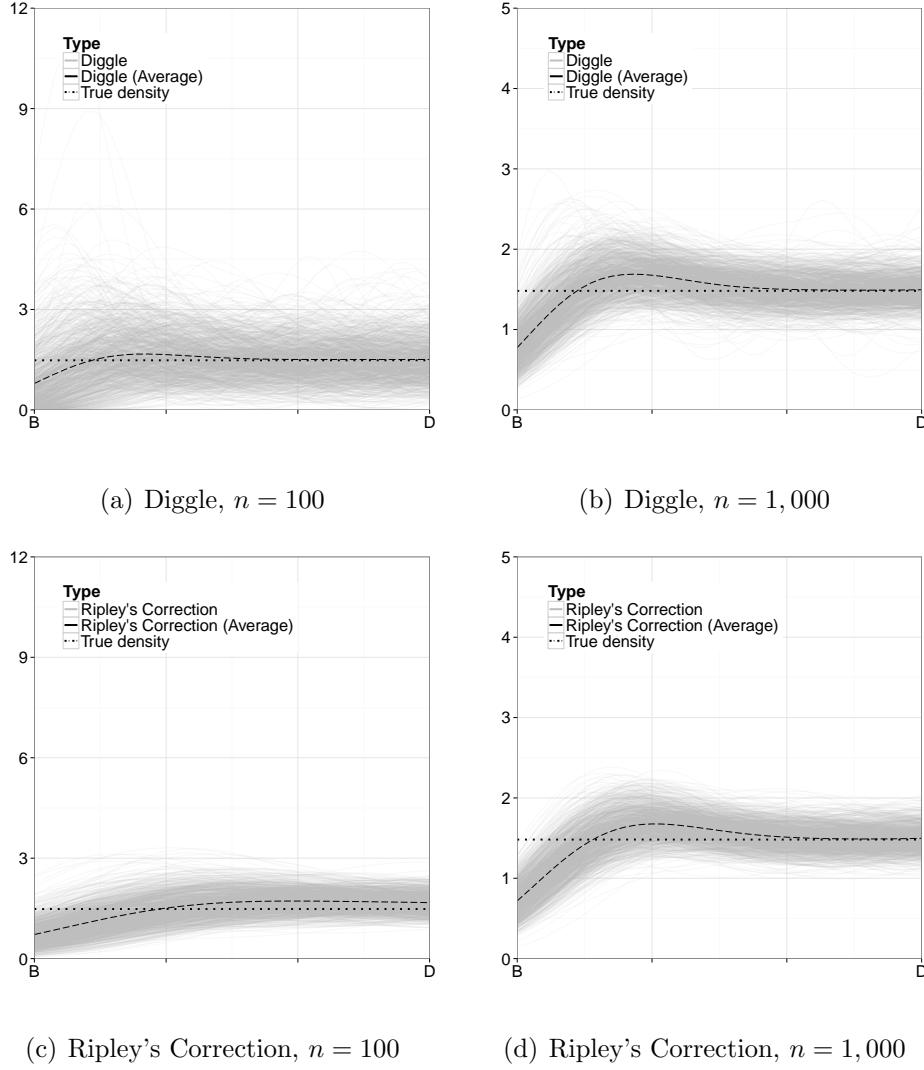 12
9
6
3
0
B
D
Type
Diggle
Diggle (Average)
True density
(a) Diggle, n = 100
5
4
3
2
1
0
B
D
Type
Diggle
Diggle (Average)
True density
(b) Diggle, n = 1, 000
12
9
6
3
0
B
D
Type
Ripley's Correction
Ripley's Correction (Average)
True density
(c) Ripley's Correction, n = 100
5
4
3
2
1
0
B
D
Type
Ripley's Correction
Ripley's Correction (Average)
True density
(d) Ripley's Correction, n = 1, 000